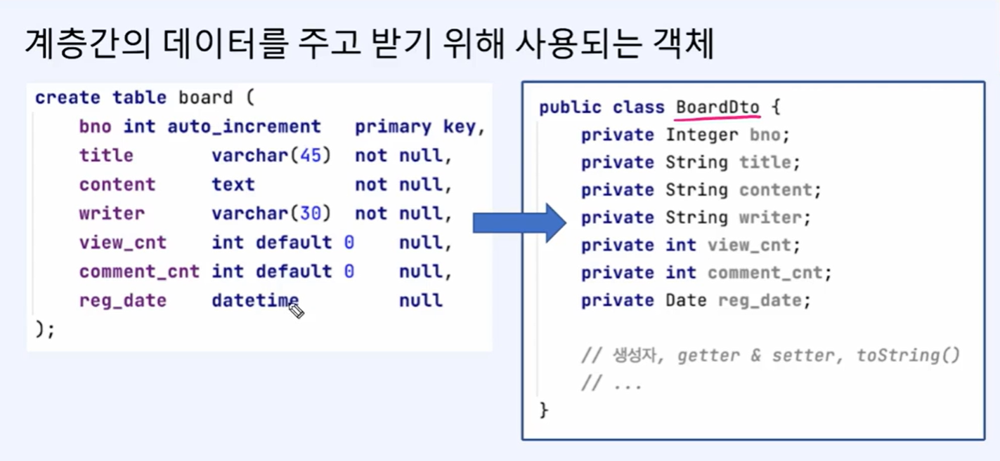 계층간의 데이터를 주고 받기 위해 사용되는 객체
create table board (
bno int auto_increment primary key,
title varchar(45) not null,
content text not null,
writer varchar(30) not null,
view_cnt int default 0 null,
comment_cnt int default 0 null,
reg_date datetime null
);
public class BoardDto {
private Integer bno;
private String title;
private String content;
private String writer;
private int view_cnt;
private int comment_cnt;
private Date reg_date;
// 생성자, getter & setter, toString()
// ...
}